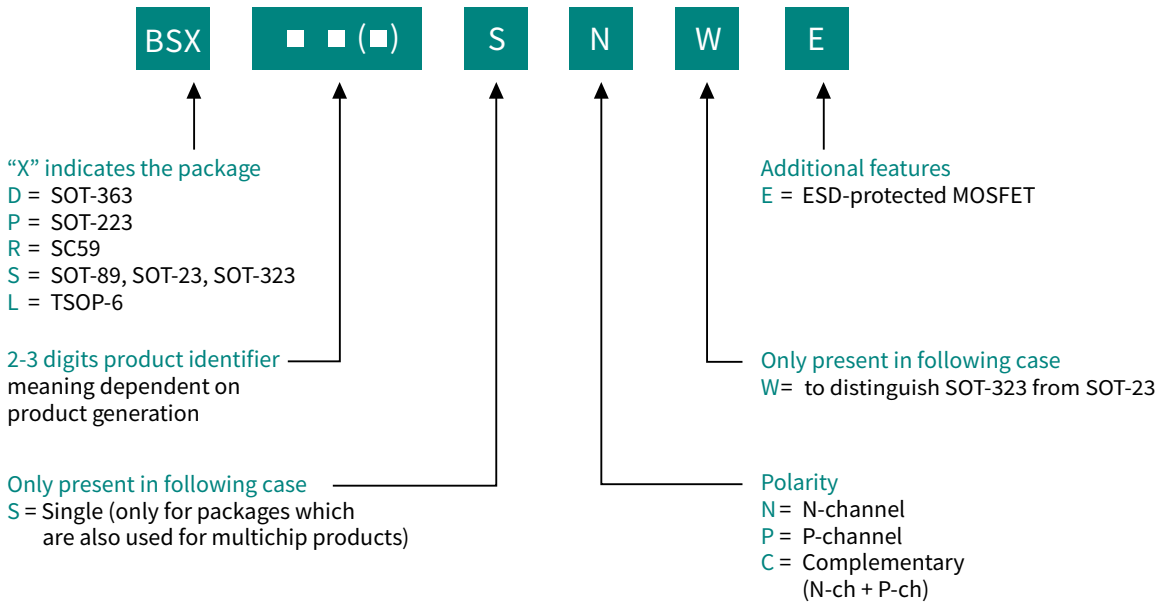 BSX ■ ■ (■) S N W E
“X” indicates the package
D = SOT-363
P = SOT-223
R = SC59
S = SOT-89, SOT-23, SOT-323
L = TSOP-6
2-3 digits product identifier
meaning dependent on
product generation
Only present in following case
S = Single (only for packages which
are also used for multichip products)
Additional features
E = ESD-protected MOSFET
Only present in following case
W= to distinguish SOT-323 from SOT-23
Polarity
N= N-channel
P= P-channel
C= Complementary
(N-ch + P-ch)